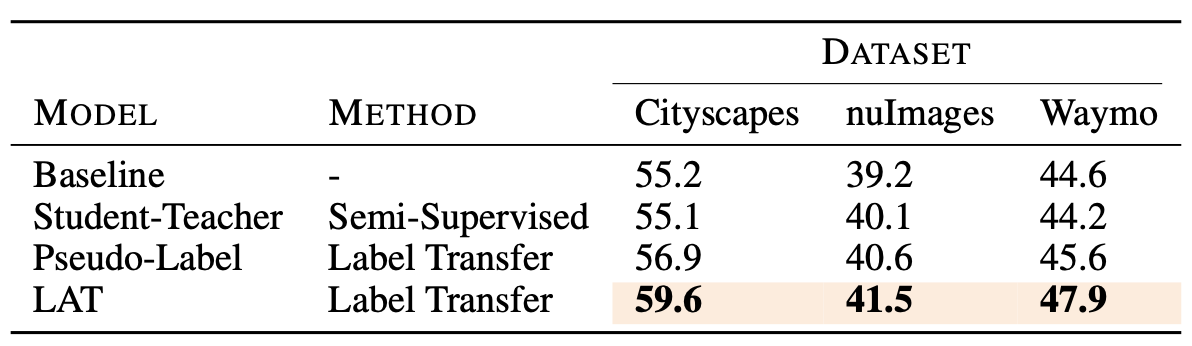 DATASET
MODEL METHOD Cityscapes nuImages Waymo
Baseline - 55.2 39.2 44.6
Student-Teacher Semi-Supervised 55.1 40.1 44.2
Pseudo-Label Label Transfer 56.9 40.6 45.6
LAT Label Transfer 59.6 41.5 47.9